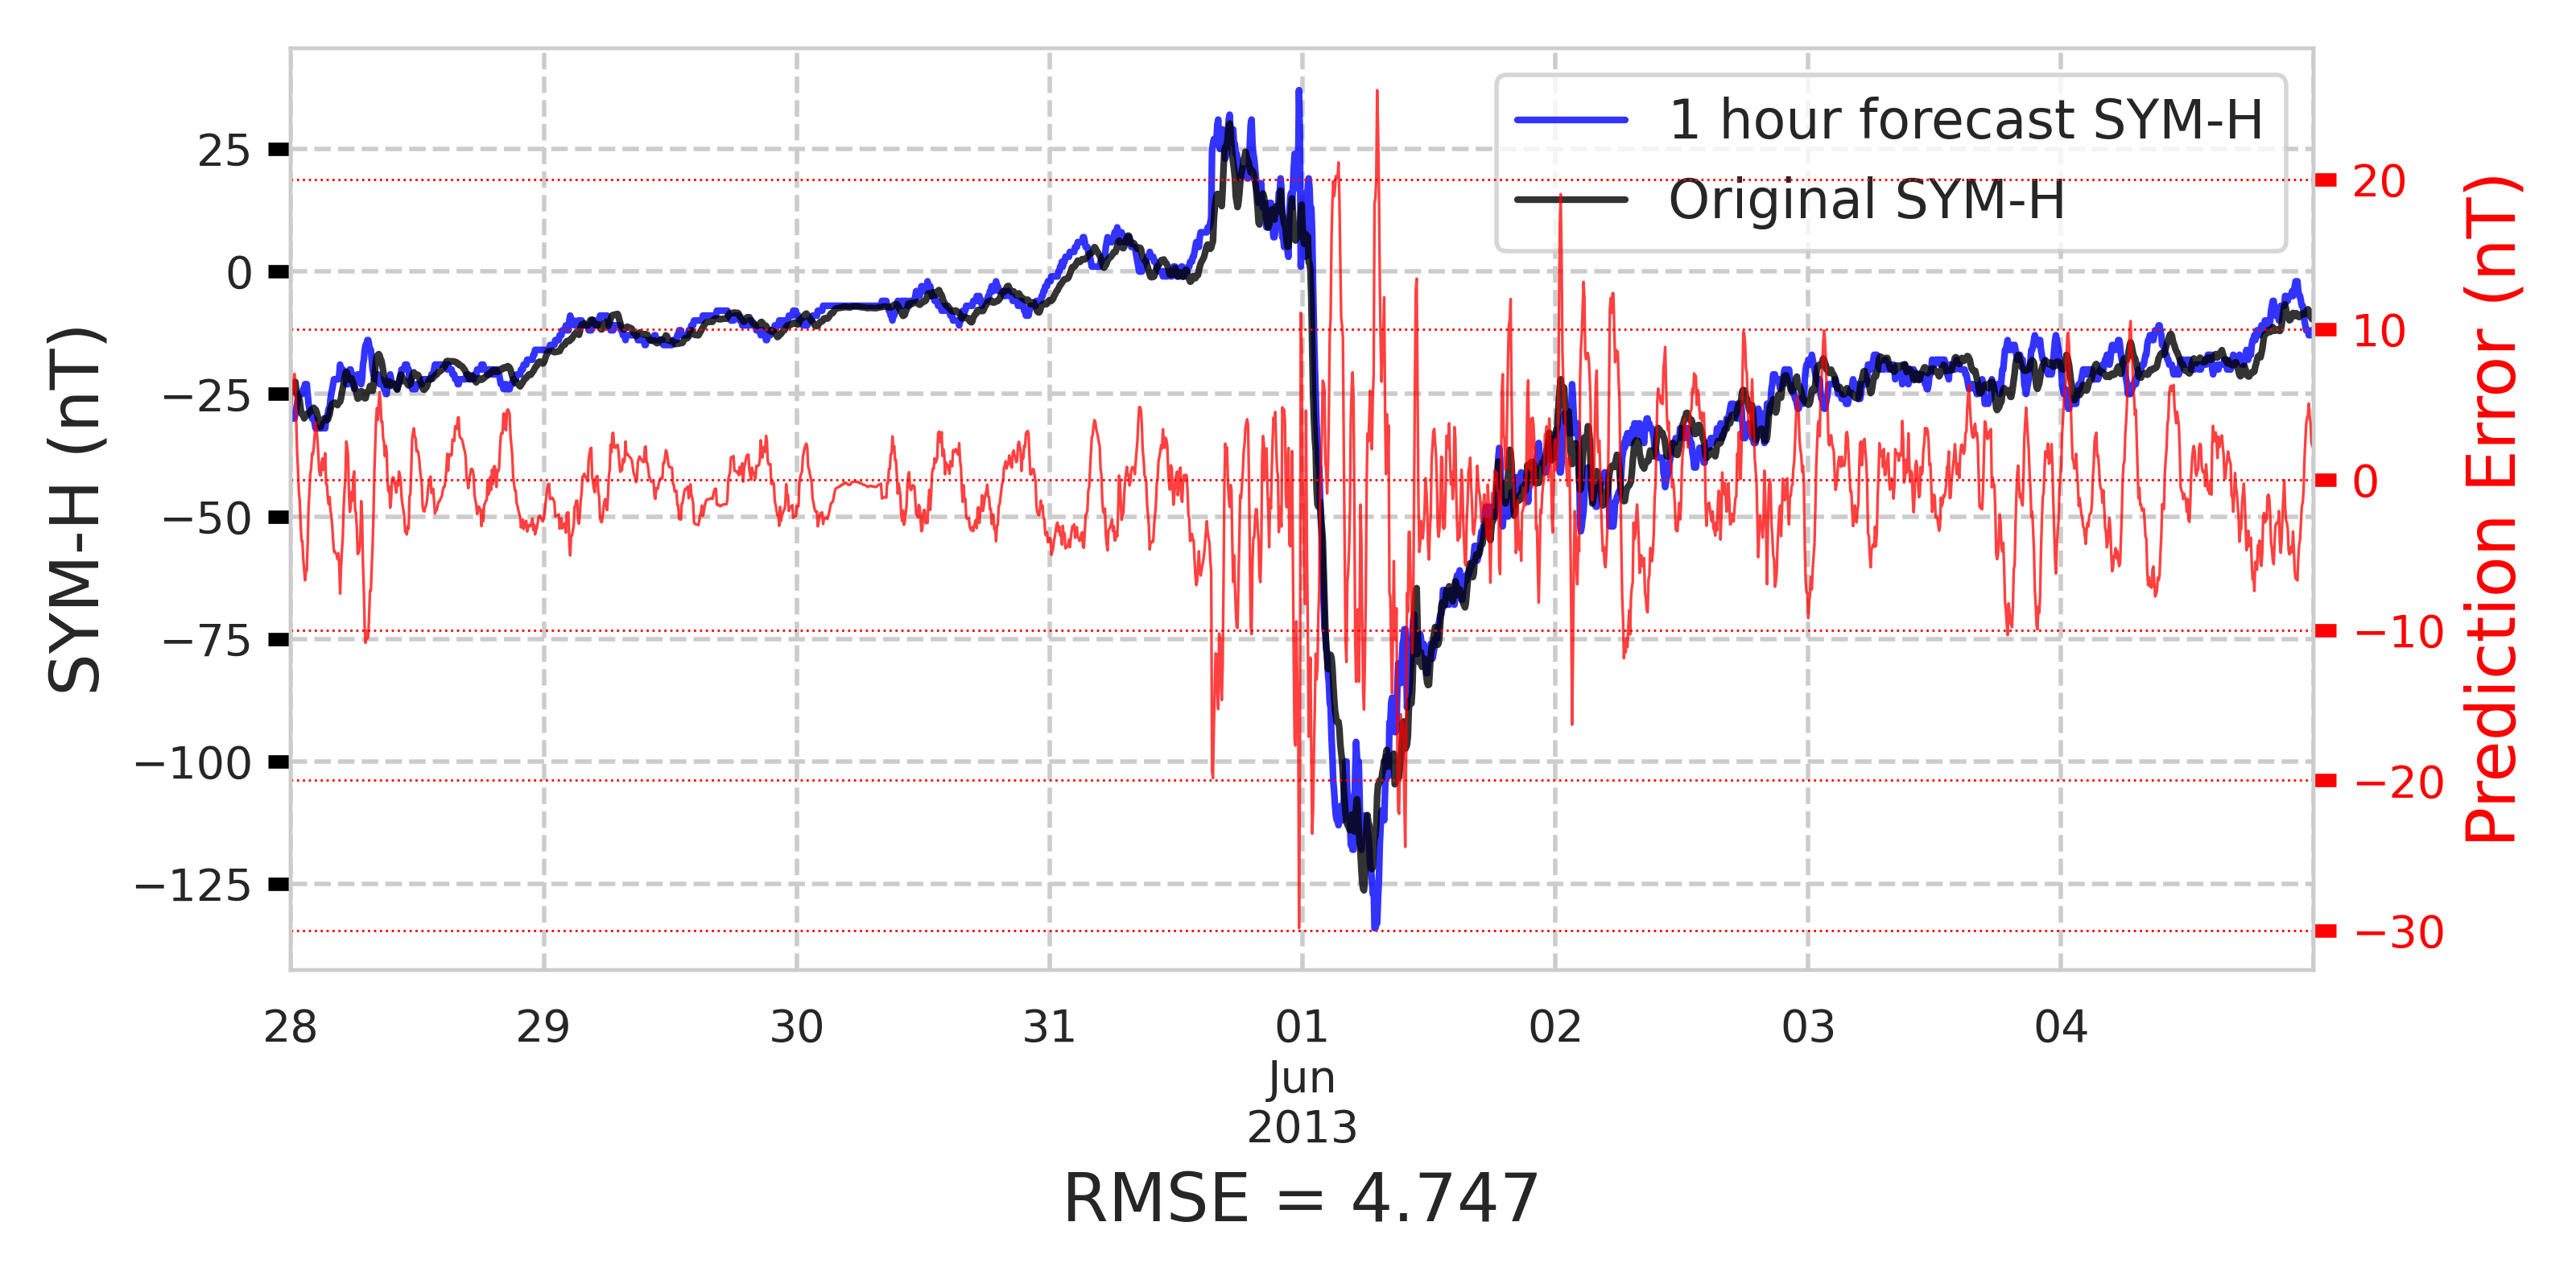 1 hour forecast SYM-H
Original SYM-H
SYM-H (nT)
25
0
−25
−50
−75
−100
−125
20
10
0
−10
−20
−30
Prediction Error (nT)
28 29 30 31 01 02 03 04
Jun
2013
RMSE = 4.747